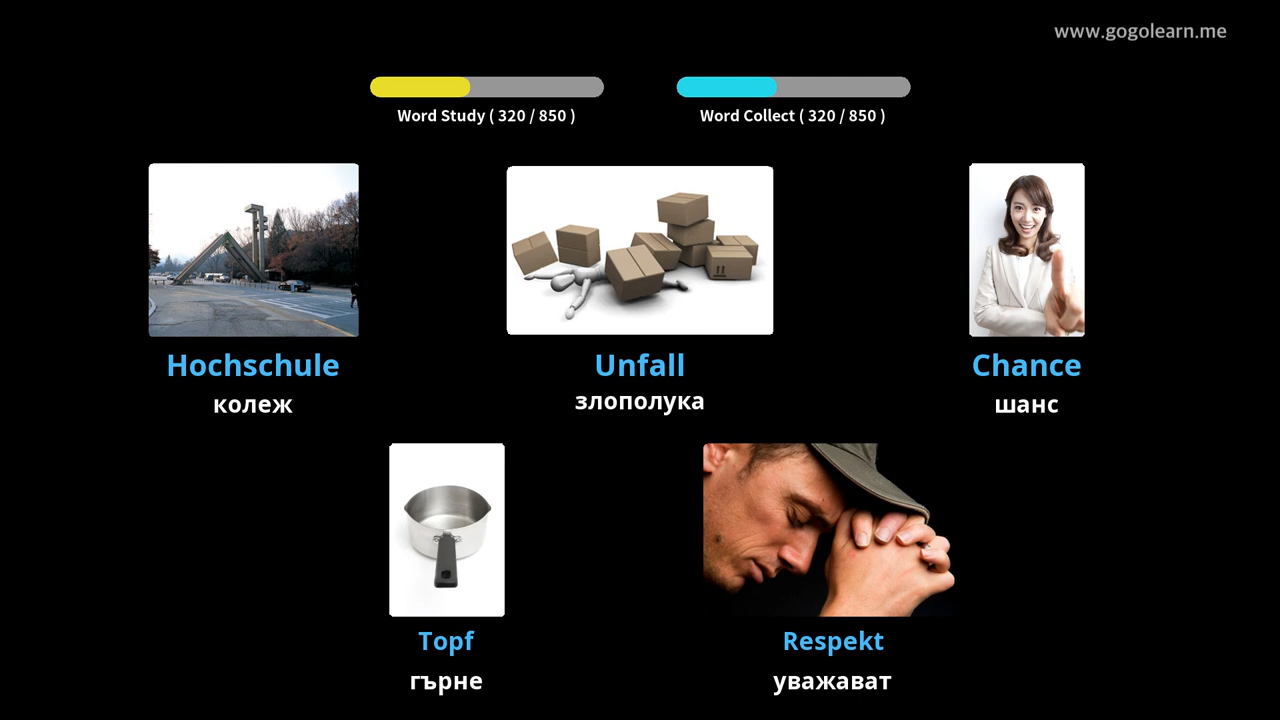 www.gogolearn.me
Word Study ( 320 / 850 )
Word Collect ( 320 / 850 )
Hochschule
колеж
Unfall
злополука
Chance
шанс
Topf
гърне
Respekt
уважават